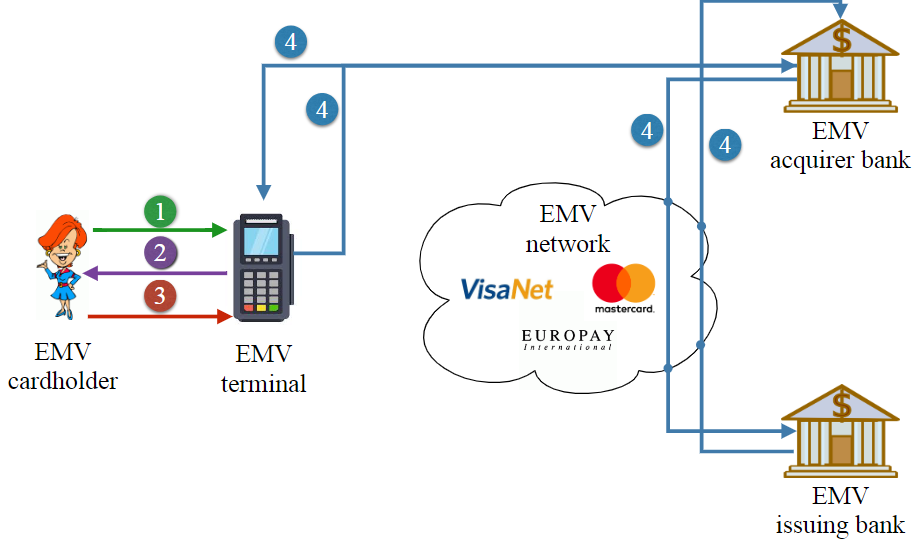 4
$
EMV
acquirer bank
4
4
4
1
2
3
EMV
cardholder
EMV
terminal
EMV
network
VisaNet
mastercard.
EUROPAY
International
$
EMV
issuing bank